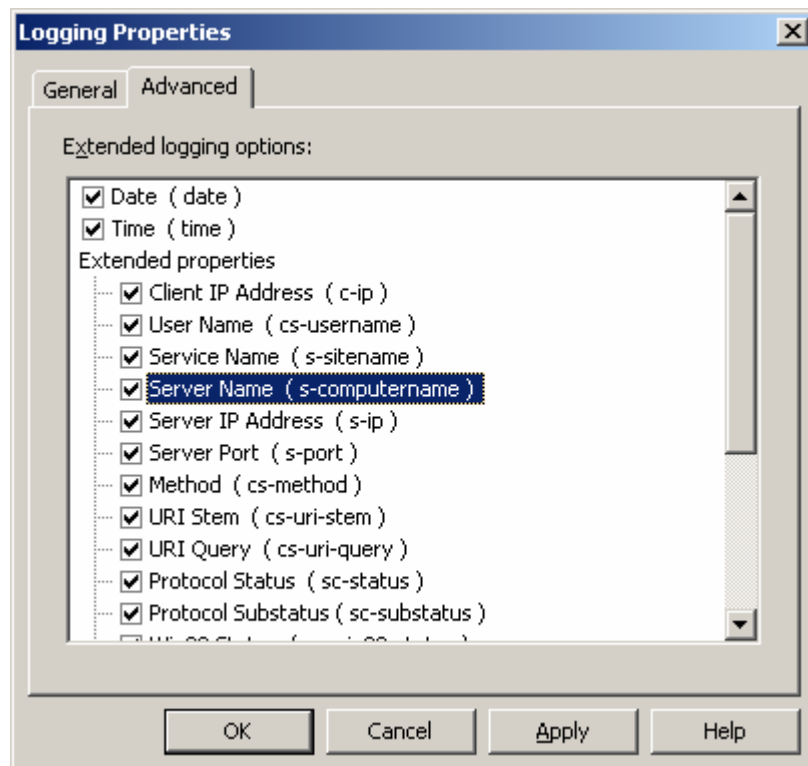 Logging Properties
General Advanced
Extended logging options:
Date ( date )
Time ( time )
Extended properties
Client IP Address ( c-ip )
User Name ( cs-username )
Service Name ( s-sitename )
Server Name ( s-computername )
Server IP Address ( s-ip )
Server Port ( s-port )
Method ( cs-method )
URI Stem ( cs-uri-stem )
URI Query ( cs-uri-query )
Protocol Status ( sc-status )
Protocol Substatus ( sc-substatus )
OK Cancel Apply Help